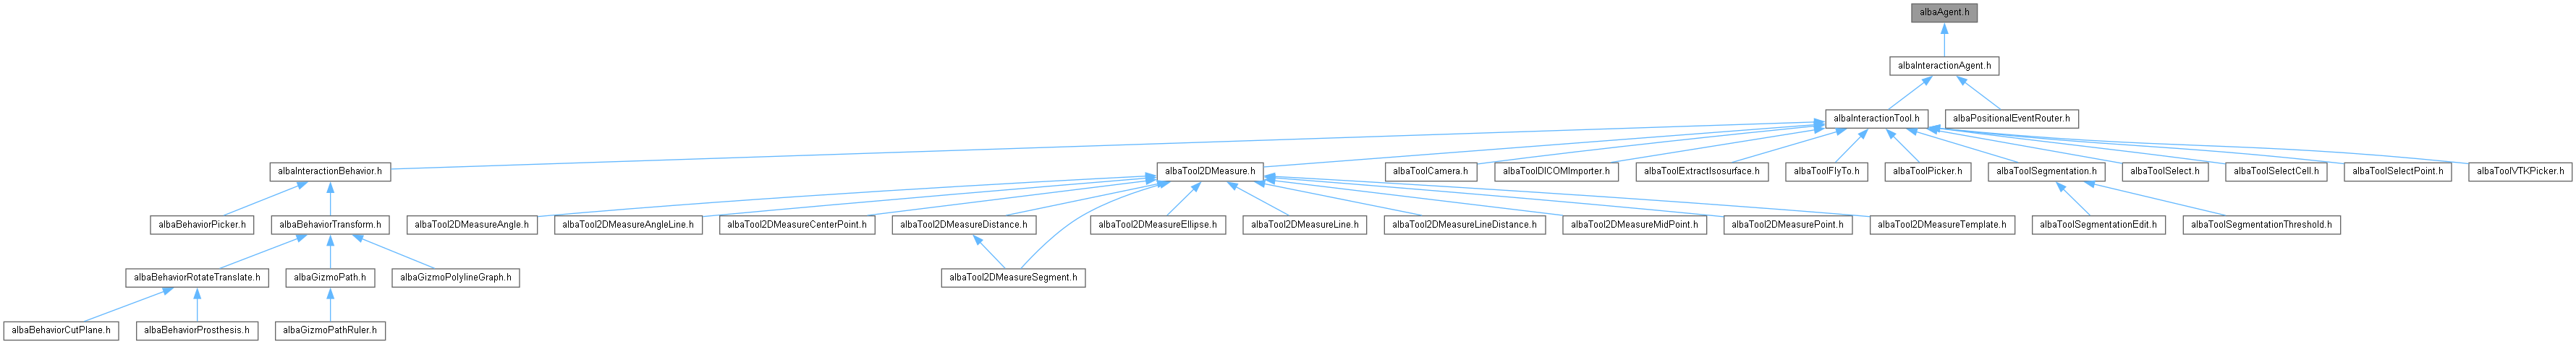 albaAgent.h
albaInteractionAgent.h
albaInteractionTool.h
albaPositionalEventRouter.h
albaInteractionBehavior.h
albaTool2DMeasure.h
albaToolCamera.h
albaToolDICOMImporter.h
albaToolExtractIsosurface.h
albaToolFlyTo.h
albaToolPicker.h
albaToolSegmentation.h
albaToolSelect.h
albaToolSelectCell.h
albaToolSelectPoint.h
albaToolVTKPicker.h
albaBehaviorPicker.h
albaBehaviorTransform.h
albaTool2DMeasureAngle.h
albaTool2DMeasureAngleLine.h
albaTool2DMeasureCenterPoint.h
albaTool2DMeasureDistance.h
albaTool2DMeasureEllipse.h
albaTool2DMeasureLine.h
albaTool2DMeasureLineDistance.h
albaTool2DMeasureMidPoint.h
albaTool2DMeasurePoint.h
albaTool2DMeasureTemplate.h
albaToolSegmentationEdit.h
albaToolSegmentationThreshold.h
albaBehaviorRotateTranslate.h
albaGizmoPath.h
albaGizmoPolylineGraph.h
albaTool2DMeasureSegment.h
albaBehaviorCutPlane.h
albaBehaviorProsthesis.h
albaGizmoPathRuler.h